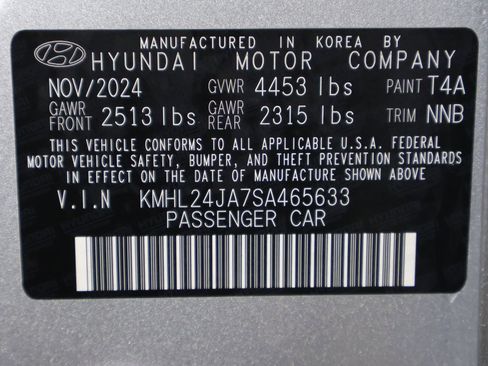 MANUFACTURED IN KOREA BY
HYUNDAI MOTOR COMPANY
NOV/2024 GVWR 4453 lbs PAINT T4A
GAWR FRONT 2513 lbs GAWR REAR 2315 lbs TRIM NNB
THIS VEHICLE CONFORMS TO ALL APPLICABLE U.S.A. FEDERAL
MOTOR VEHICLE SAFETY, BUMPER, AND THEFT PREVENTION STANDARDS
IN EFFECT ON THE DATE OF MANUFACTURE SHOWN ABOVE
V.I.N KMHL24JA7SA465633
PASSENGER CAR